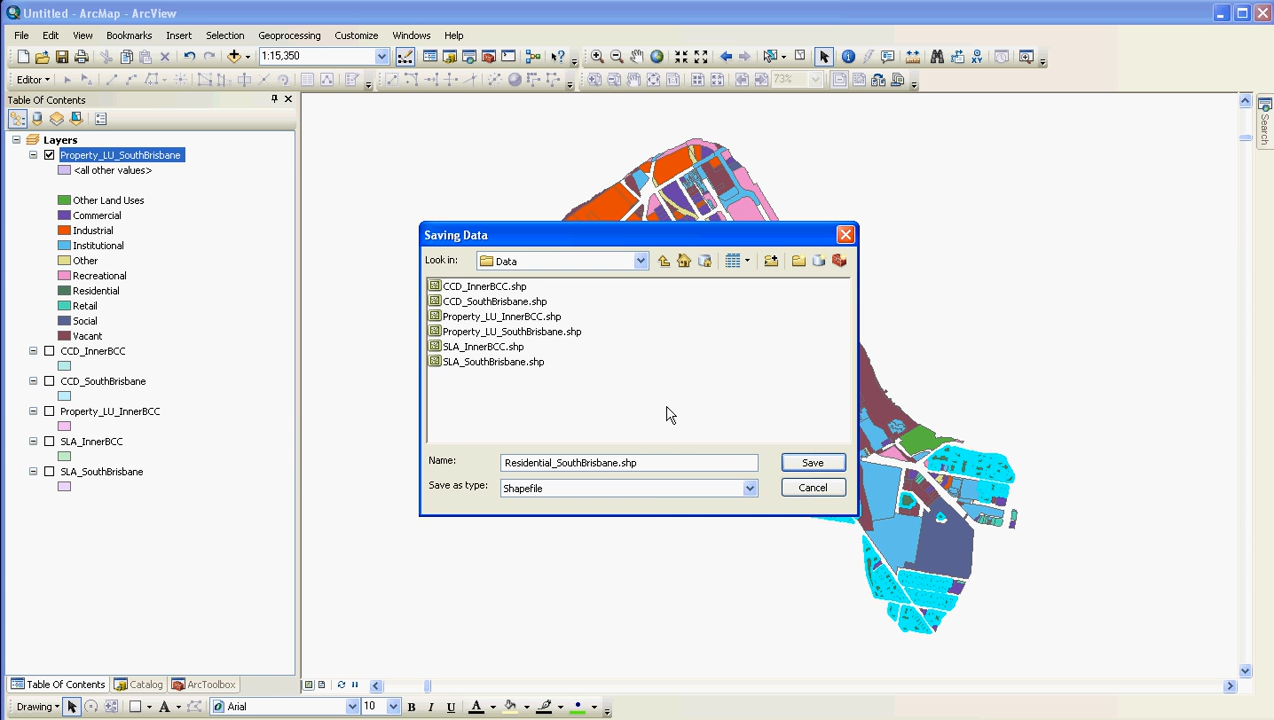 Untitled - ArcMap - ArcView
File Edit View Bookmarks Insert Selection Geoprocessing Customize Windows Help
1:15,350
Editor
73%
Table Of Contents
Search
Layers
Property_LU_SouthBrisbane
<all other values>
Other Land Uses
Commercial
Industrial
Institutional
Other
Recreational
Residential
Retail
Social
Vacant
CCD_InnerBCC
CCD_SouthBrisbane
Property_LU_InnerBCC
SLA_InnerBCC
SLA_SouthBrisbane
Saving Data
Look in: Data
CCD_InnerBCC.shp
CCD_SouthBrisbane.shp
Property_LU_InnerBCC.shp
Property_LU_SouthBrisbane.shp
SLA_InnerBCC.shp
SLA_SouthBrisbane.shp
Name: Residential_SouthBrisbane.shp Save
Save as type: Shapefile Cancel
Table Of Contents Catalog ArcToolbox
Drawing A Arial 10 B I U A